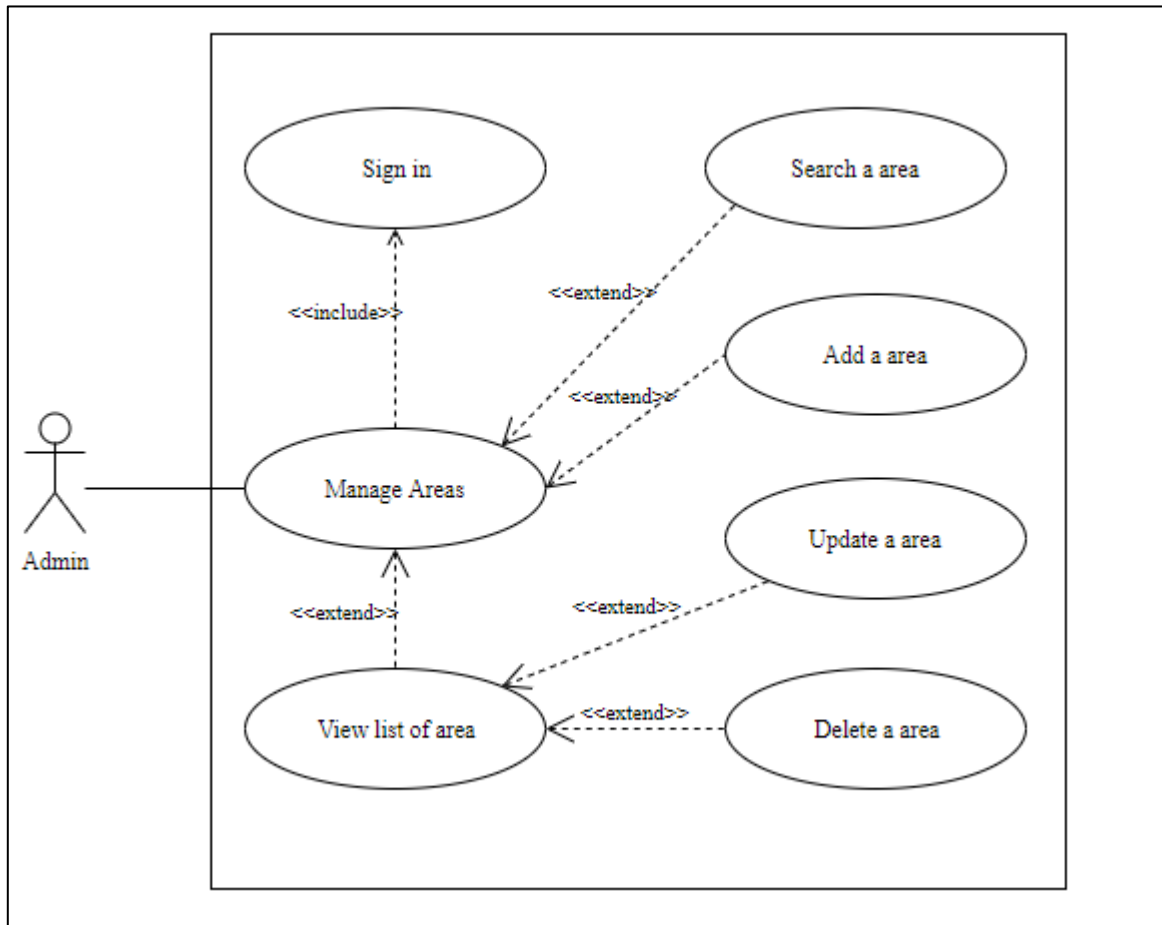 Sign in
Search a area
<<extend>>
<<include>>
Add a area
<<extend>>
Manage Areas
Admin
Update a area
<<extend>>
<<extend>>
View list of area
<<extend>>
Delete a area